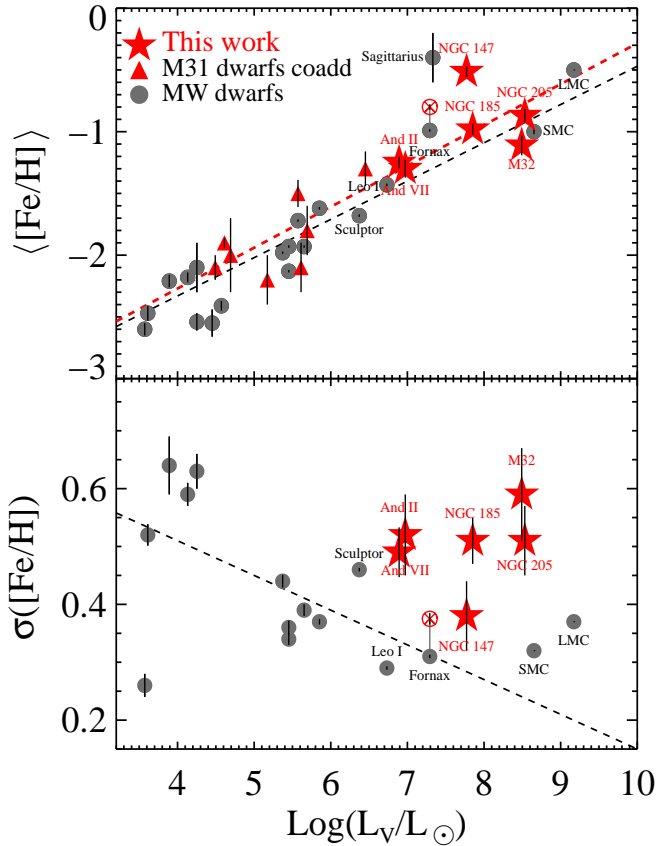 0
This work
M31 dwarfs coadd
MW dwarfs
Sagittarius
NGC 147
LMC
NGC 205
NGC 185
SMC
M32
And II
Fornax
Leo I
And VII
Sculptor
−1
−2
−3
⟨[Fe/H]⟩
M32
And II
NGC 185
Sculptor
NGC 205
And VII
NGC 147
LMC
SMC
Leo I
Fornax
0.6
0.4
0.2
σ([Fe/H])
4 5 6 7 8 9 10
Log(L_V/L_☉)